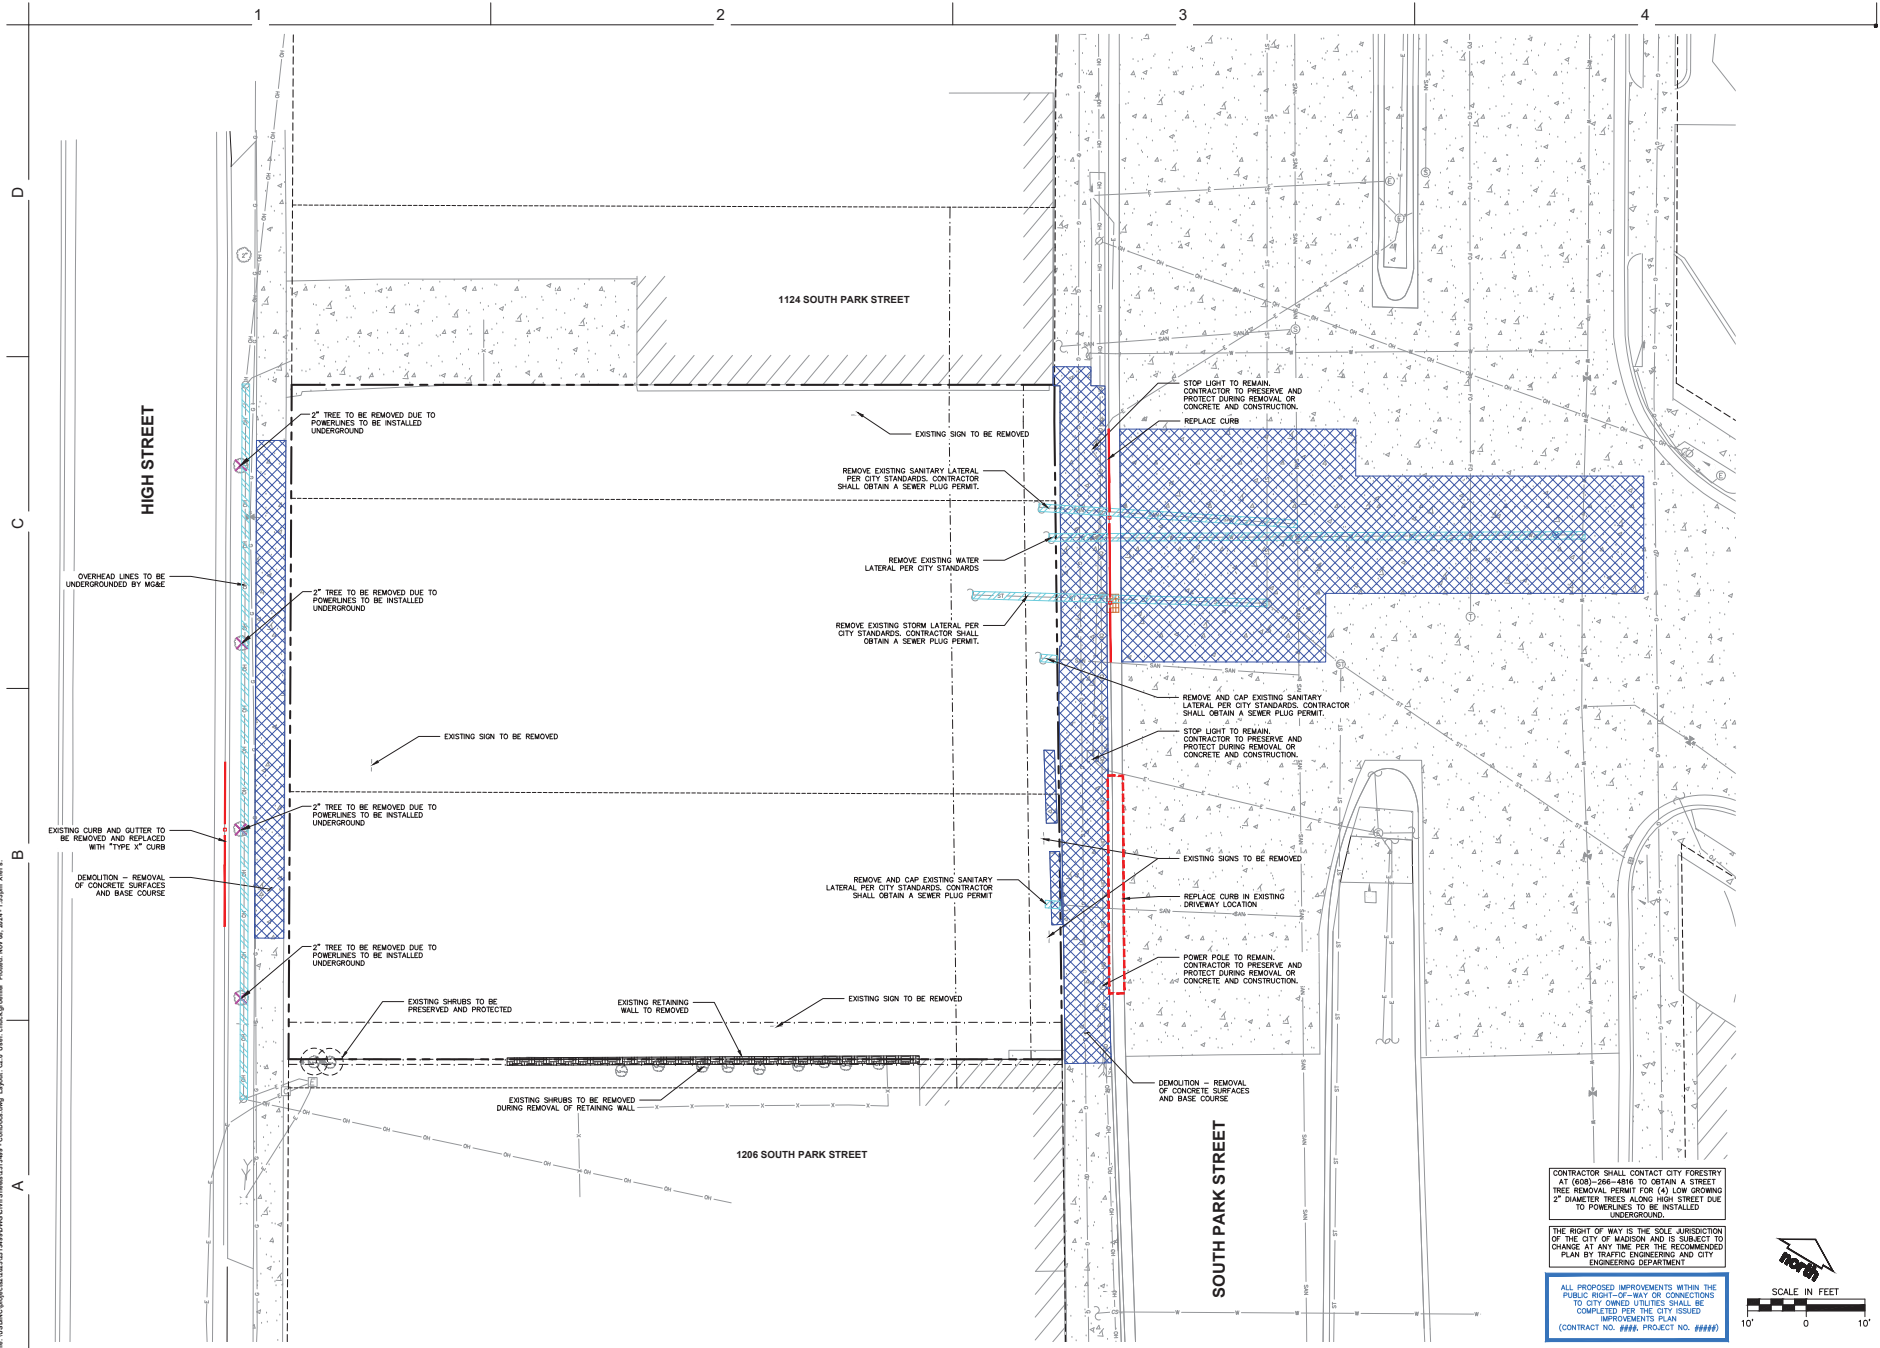 1
2
3
4
D
C
B
A
HIGH STREET
1124 SOUTH PARK STREET
2" TREE TO BE REMOVED DUE TO
POWERLINES TO BE INSTALLED
UNDERGROUND
EXISTING SIGN TO BE REMOVED
STOP LIGHT TO REMAIN.
CONTRACTOR TO PRESERVE AND
PROTECT DURING REMOVAL OR
CONCRETE AND CONSTRUCTION.
REPLACE CURB
REMOVE EXISTING SANITARY LATERAL
PER CITY STANDARDS. CONTRACTOR
SHALL OBTAIN A SEWER PLUG PERMIT.
REMOVE EXISTING WATER
LATERAL PER CITY STANDARDS
OVERHEAD LINES TO BE
UNDERGROUNDED BY MG&E
2" TREE TO BE REMOVED DUE TO
POWERLINES TO BE INSTALLED
UNDERGROUND
REMOVE EXISTING STORM LATERAL PER
CITY STANDARDS. CONTRACTOR SHALL
OBTAIN A SEWER PLUG PERMIT.
REMOVE AND CAP EXISTING SANITARY
LATERAL PER CITY STANDARDS. CONTRACTOR
SHALL OBTAIN A SEWER PLUG PERMIT.
EXISTING SIGN TO BE REMOVED
STOP LIGHT TO REMAIN.
CONTRACTOR TO PRESERVE AND
PROTECT DURING REMOVAL OR
CONCRETE AND CONSTRUCTION.
2" TREE TO BE REMOVED DUE TO
POWERLINES TO BE INSTALLED
UNDERGROUND
EXISTING CURB AND GUTTER TO
BE REMOVED AND REPLACED
WITH "TYPE X" CURB
EXISTING SIGNS TO BE REMOVED
DEMOLITION - REMOVAL
OF CONCRETE SURFACES
AND BASE COURSE
REMOVE AND CAP EXISTING SANITARY
LATERAL PER CITY STANDARDS. CONTRACTOR
SHALL OBTAIN A SEWER PLUG PERMIT
REPLACE CURB IN EXISTING
DRIVEWAY LOCATION
2" TREE TO BE REMOVED DUE TO
POWERLINES TO BE INSTALLED
UNDERGROUND
POWER POLE TO REMAIN.
CONTRACTOR TO PRESERVE AND
PROTECT DURING REMOVAL OR
CONCRETE AND CONSTRUCTION.
EXISTING SHRUBS TO BE
PRESERVED AND PROTECTED
EXISTING RETAINING
WALL TO REMOVED
EXISTING SIGN TO BE REMOVED
DEMOLITION - REMOVAL
OF CONCRETE SURFACES
AND BASE COURSE
EXISTING SHRUBS TO BE REMOVED
DURING REMOVAL OF RETAINING WALL
1206 SOUTH PARK STREET
SOUTH PARK STREET
CONTRACTOR SHALL CONTACT CITY FORESTRY
AT (608)-266-4816 TO OBTAIN A STREET
TREE REMOVAL PERMIT FOR (4) LOW GROWING
2" DIAMETER TREES ALONG HIGH STREET DUE
TO POWERLINES TO BE INSTALLED
UNDERGROUND.
THE RIGHT OF WAY IS THE SOLE JURISDICTION
OF THE CITY OF MADISON AND IS SUBJECT TO
CHANGE AT ANY TIME PER THE RECOMMENDED
PLAN BY TRAFFIC ENGINEERING AND CITY
ENGINEERING DEPARTMENT
ALL PROPOSED IMPROVEMENTS WITHIN THE
PUBLIC RIGHT-OF-WAY OR CONNECTIONS
TO CITY OWNED UTILITIES SHALL BE
COMPLETED PER THE CITY ISSUED
IMPROVEMENTS PLAN
(CONTRACT NO. ####, PROJECT NO. #####)
north
SCALE IN FEET
10' 0 10'